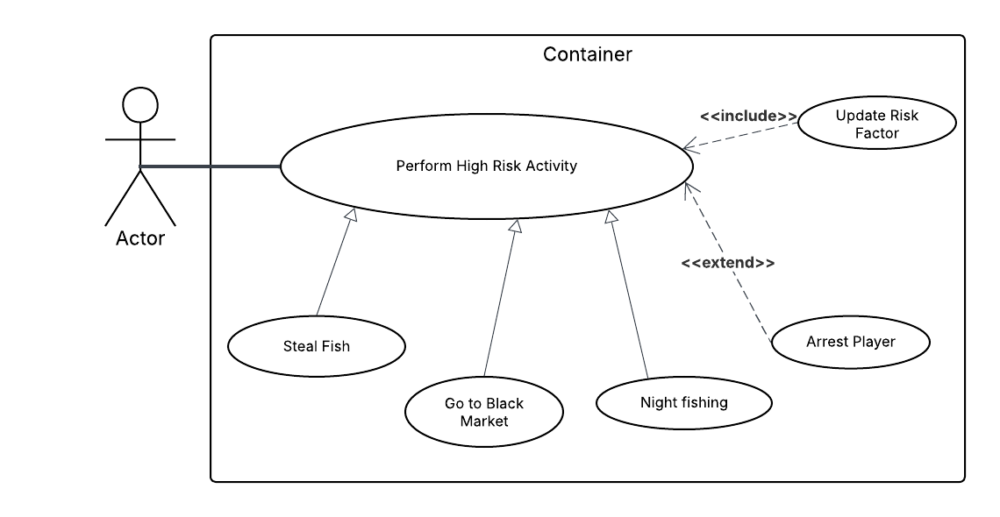 Container
<<include>>
Update Risk
Factor
Perform High Risk Activity
Actor
<<extend>>
Steal Fish
Arrest Player
Go to Black
Market
Night fishing